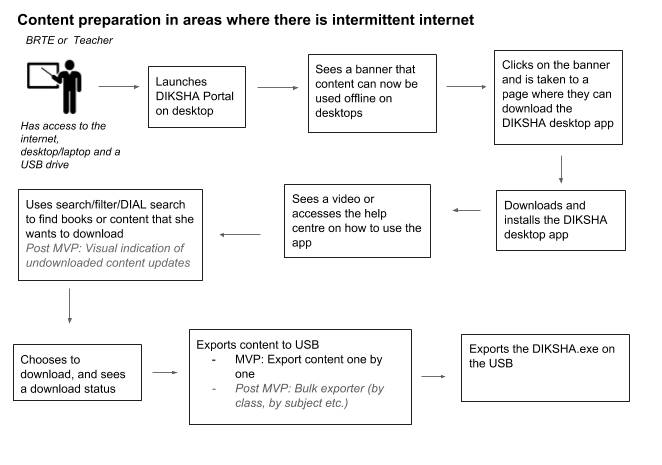 Content preparation in areas where there is intermittent internet
BRTE or  Teacher
Has access to the
internet,
desktop/laptop and a
USB drive
Launches
DIKSHA Portal
on desktop
Sees a banner that
content can now be
used offline on
desktops
Clicks on the banner
and is taken to a
page where they can
download the
DIKSHA desktop app
Downloads and
installs the DIKSHA
desktop app
Sees a video or
accesses the help
centre on how to use the
app
Uses search/filter/DIAL search
to find books or content that she
wants to download
Post MVP: Visual indication of
undownloaded content updates
Chooses to
download, and sees
a download status
Exports content to USB
- MVP: Export content one by
one
- Post MVP: Bulk exporter (by
class, by subject etc.)
Exports the DIKSHA.exe on
the USB